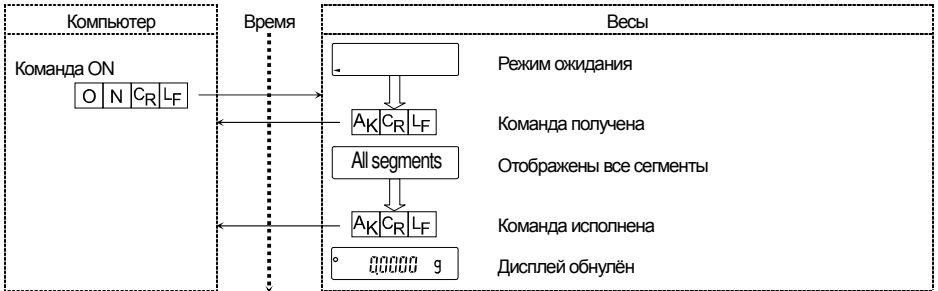 Компьютер Время Весы
Команда ON
Режим ожидания
O N CR LF
AK CR LF Команда получена
All segments Отображены все сегменты
AK CR LF Команда исполнена
0.0000 g Дисплей обнулён